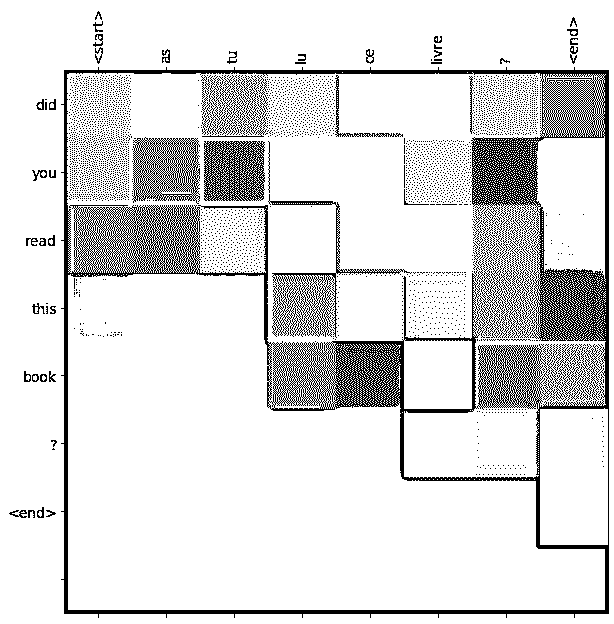 <start> as tu lu ce livre ? <end>
did
you
read
this
book
?
<end>